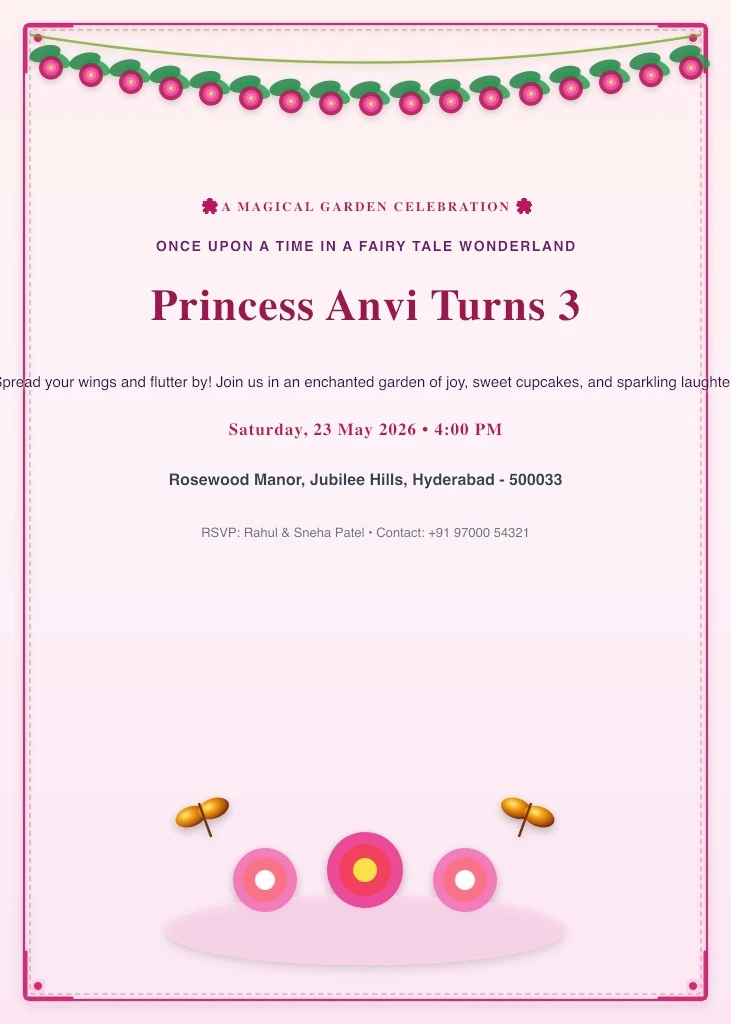 A MAGICAL GARDEN CELEBRATION
ONCE UPON A TIME IN A FAIRY TALE WONDERLAND
Princess Anvi Turns 3
Spread your wings and flutter by! Join us in an enchanted garden of joy, sweet cupcakes, and sparkling laughte
Saturday, 23 May 2026 • 4:00 PM
Rosewood Manor, Jubilee Hills, Hyderabad - 500033
RSVP: Rahul & Sneha Patel • Contact: +91 97000 54321